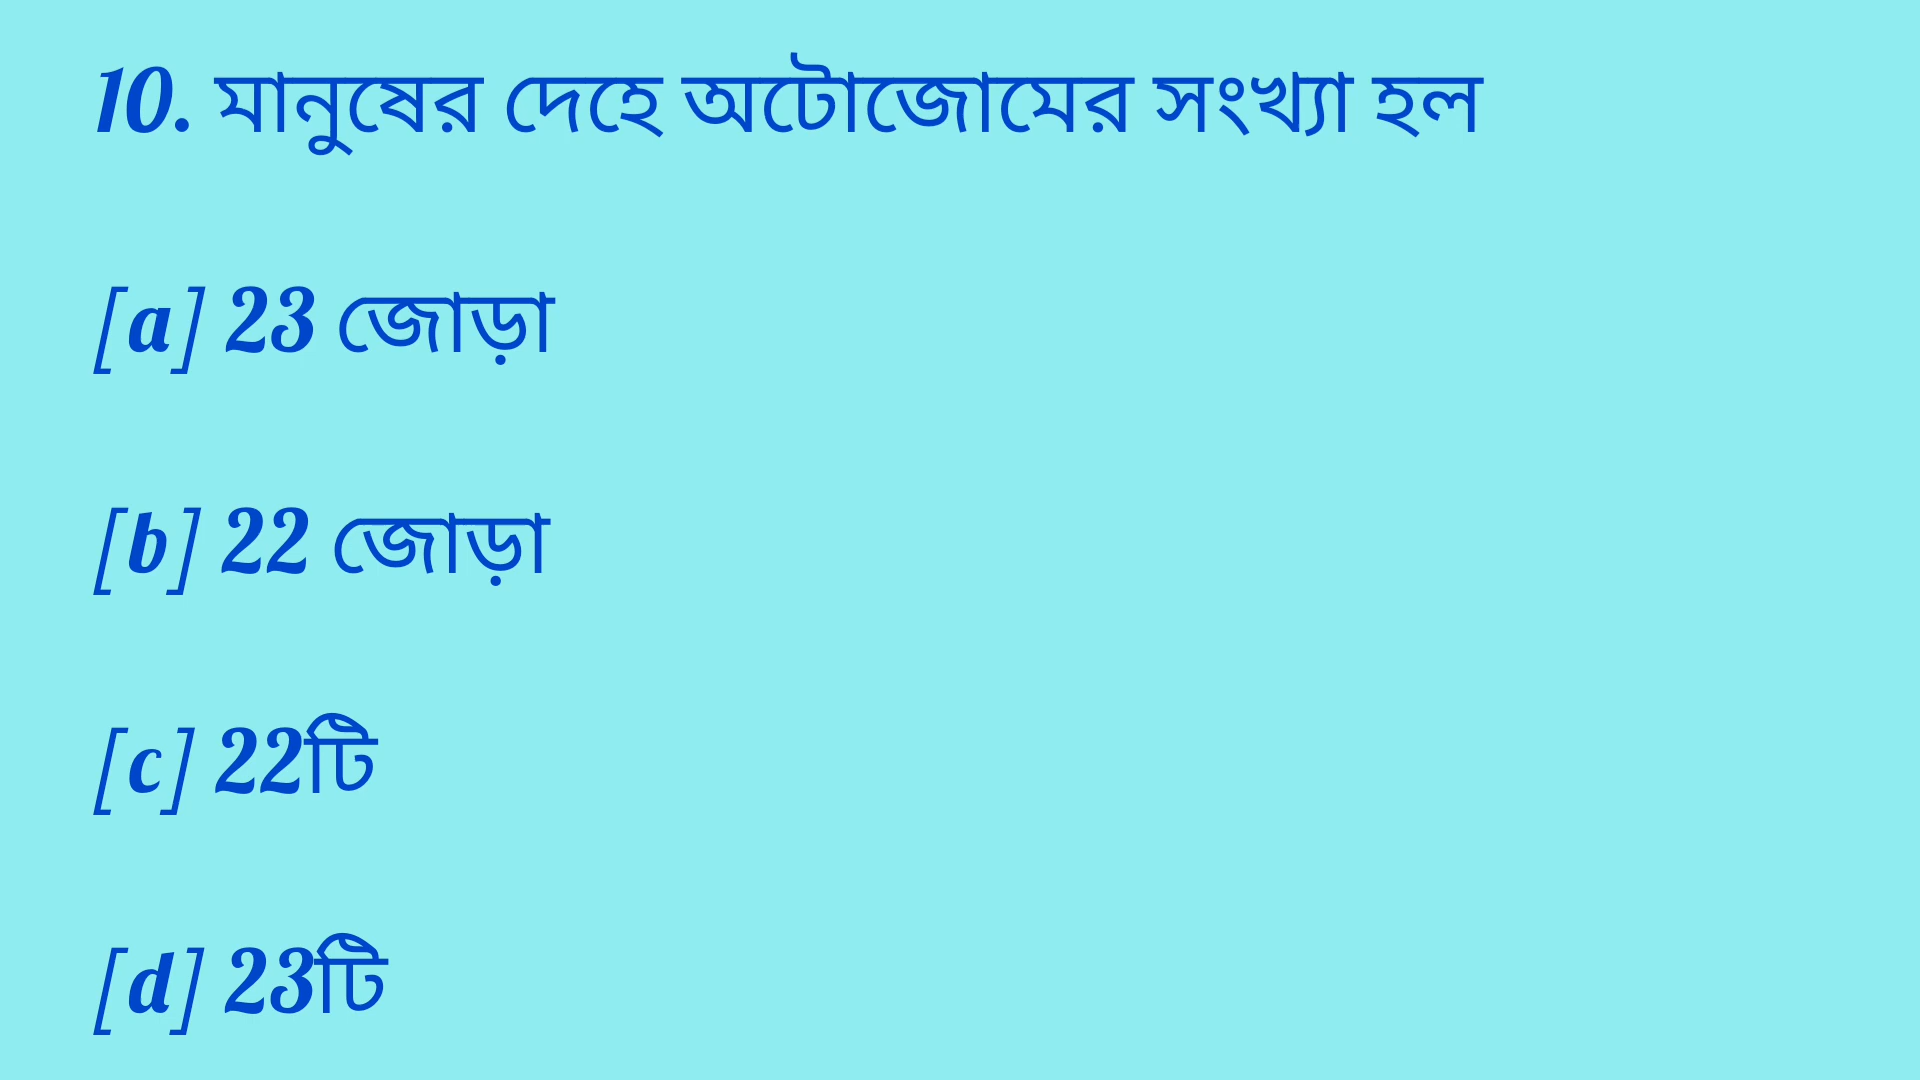 10. মানুষের দেহে অটোজোমের সংখ্যা হল
[a] 23 জোড়া
[b] 22 জোড়া
[c] 22টি
[d] 23টি